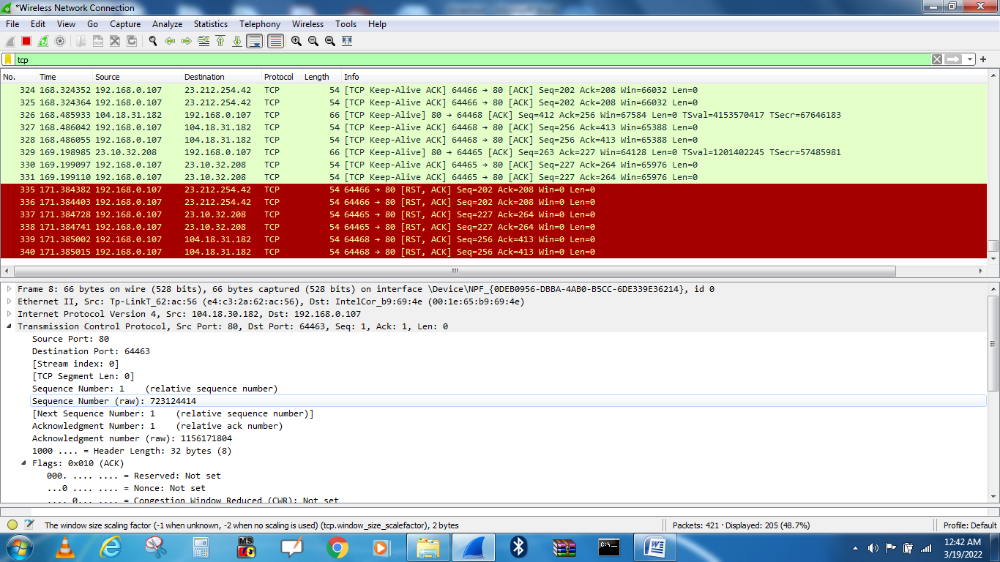 *Wireless Network Connection
File Edit View Go Capture Analyze Statistics Telephony Wireless Tools Help
tcp
No. Time Source Destination Protocol Length Info
324 168.324352 192.168.0.107 23.212.254.42 TCP 54 [TCP Keep-Alive ACK] 64466 → 80 [ACK] Seq=202 Ack=208 Win=66032 Len=0
325 168.324364 192.168.0.107 23.212.254.42 TCP 54 [TCP Keep-Alive ACK] 64466 → 80 [ACK] Seq=202 Ack=208 Win=66032 Len=0
326 168.485933 104.18.31.182 192.168.0.107 TCP 66 [TCP Keep-Alive] 80 → 64468 [ACK] Seq=412 Ack=256 Win=67584 Len=0 TSval=4153570417 TSecr=67646183
327 168.486042 192.168.0.107 104.18.31.182 TCP 54 [TCP Keep-Alive ACK] 64468 → 80 [ACK] Seq=256 Ack=413 Win=65388 Len=0
328 168.486055 192.168.0.107 104.18.31.182 TCP 54 [TCP Keep-Alive ACK] 64468 → 80 [ACK] Seq=256 Ack=413 Win=65388 Len=0
329 169.198985 23.10.32.208 192.168.0.107 TCP 66 [TCP Keep-Alive] 80 → 64465 [ACK] Seq=263 Ack=227 Win=64128 Len=0 TSval=1201402245 TSecr=57485981
330 169.199097 192.168.0.107 23.10.32.208 TCP 54 [TCP Keep-Alive ACK] 64465 → 80 [ACK] Seq=227 Ack=264 Win=65976 Len=0
331 169.199110 192.168.0.107 23.10.32.208 TCP 54 [TCP Keep-Alive ACK] 64465 → 80 [ACK] Seq=227 Ack=264 Win=65976 Len=0
335 171.384382 192.168.0.107 23.212.254.42 TCP 54 64466 → 80 [RST, ACK] Seq=202 Ack=208 Win=0 Len=0
336 171.384403 192.168.0.107 23.212.254.42 TCP 54 64466 → 80 [RST, ACK] Seq=202 Ack=208 Win=0 Len=0
337 171.384728 192.168.0.107 23.10.32.208 TCP 54 64465 → 80 [RST, ACK] Seq=227 Ack=264 Win=0 Len=0
338 171.384741 192.168.0.107 23.10.32.208 TCP 54 64465 → 80 [RST, ACK] Seq=227 Ack=264 Win=0 Len=0
339 171.385002 192.168.0.107 104.18.31.182 TCP 54 64468 → 80 [RST, ACK] Seq=256 Ack=413 Win=0 Len=0
340 171.385015 192.168.0.107 104.18.31.182 TCP 54 64468 → 80 [RST, ACK] Seq=256 Ack=413 Win=0 Len=0
Frame 8: 66 bytes on wire (528 bits), 66 bytes captured (528 bits) on interface \Device\NPF_{0DEB0956-DBBA-4AB0-B5CC-6DE339E36214}, id 0
Ethernet II, Src: Tp-LinkT_62:ac:56 (e4:c3:2a:62:ac:56), Dst: IntelCor_b9:69:4e (00:1e:65:b9:69:4e)
Internet Protocol Version 4, Src: 104.18.30.182, Dst: 192.168.0.107
Transmission Control Protocol, Src Port: 80, Dst Port: 64463, Seq: 1, Ack: 1, Len: 0
Source Port: 80
Destination Port: 64463
[Stream index: 0]
[TCP Segment Len: 0]
Sequence Number: 1 (relative sequence number)
Sequence Number (raw): 723124414
[Next Sequence Number: 1 (relative sequence number)]
Acknowledgment Number: 1 (relative ack number)
Acknowledgment number (raw): 1156171804
1000 .... = Header Length: 32 bytes (8)
Flags: 0x010 (ACK)
000. .... .... = Reserved: Not set
...0 .... .... = Nonce: Not set
.... 0... .... = Congestion Window Reduced (CWR): Not set
The window size scaling factor (-1 when unknown, -2 when no scaling is used) (tcp.window_size_scalefactor), 2 bytes
Packets: 421 · Displayed: 205 (48.7%)
Profile: Default
MS
C:\_
12:42 AM
3/19/2022